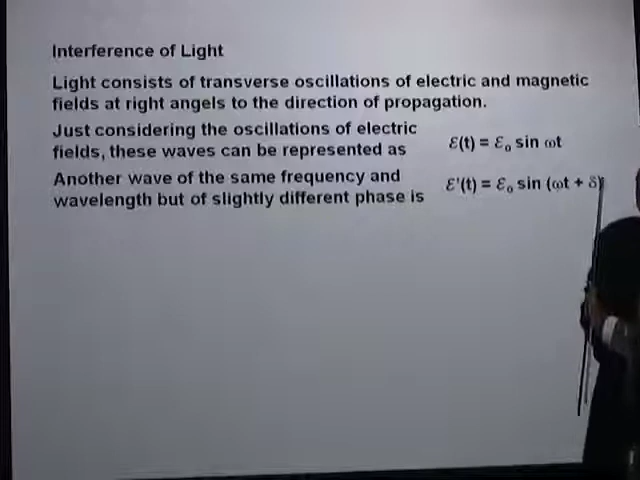 Interference of Light
Light consists of transverse oscillations of electric and magnetic
fields at right angels to the direction of propagation.
Just considering the oscillations of electric
fields, these waves can be represented as
ℰ(t) = ℰₒ sin ωt
Another wave of the same frequency and
wavelength but of slightly different phase is
ℰ'(t) = ℰₒ sin (ωt + δ)